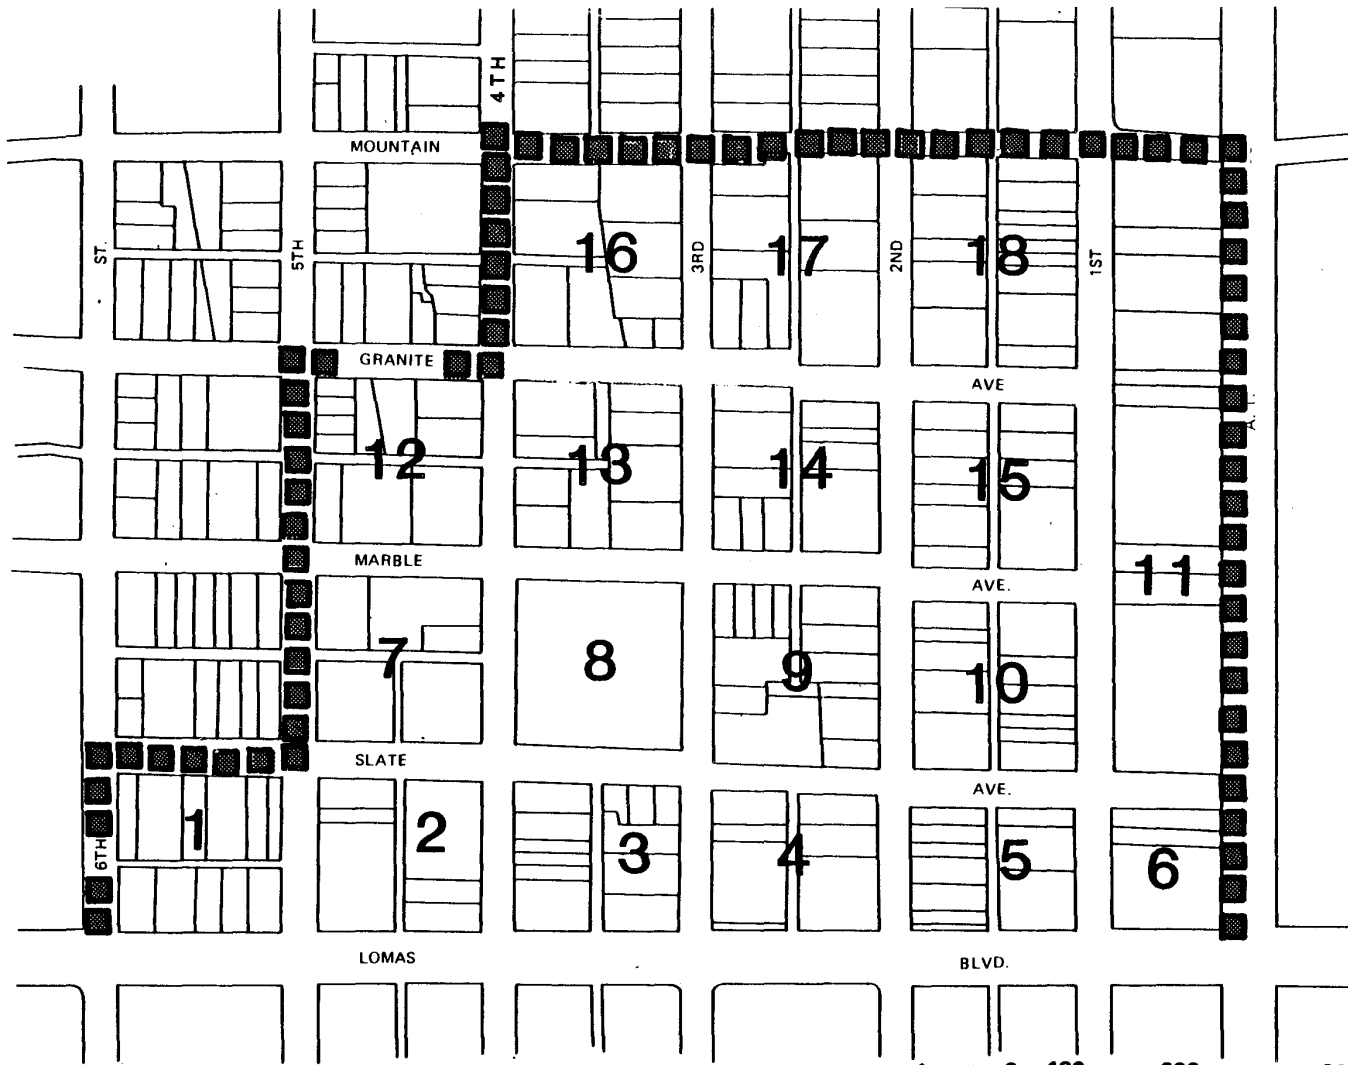 4TH
MOUNTAIN
ST.
5TH
16
3RD
17
2ND
18
1ST
GRANITE
AVE
12
13
14
15
MARBLE
AVE.
11
7
8
9
10
SLATE
AVE.
1
6TH
2
3
4
5
6
LOMAS
BLVD.